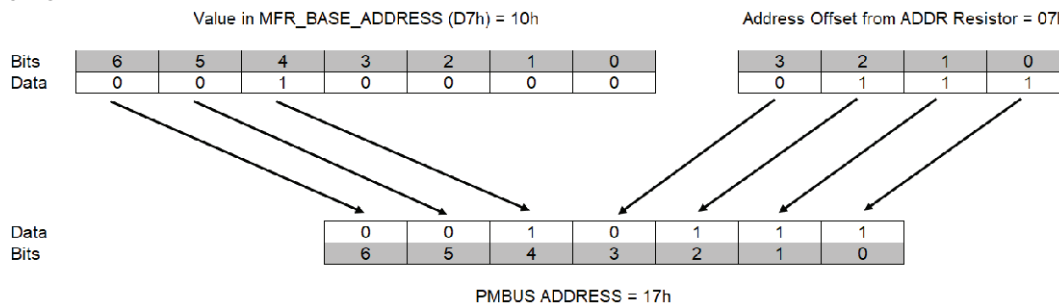 Value in MFR_BASE_ADDRESS (D7h) = 10h Address Offset from ADDR Resistor = 07h
Bits 6 5 4 3 2 1 0 3 2 1 0
Data 0 0 1 0 0 0 0 0 1 1 1
Data 0 0 1 0 1 1 1
Bits 6 5 4 3 2 1 0
PMBUS ADDRESS = 17h